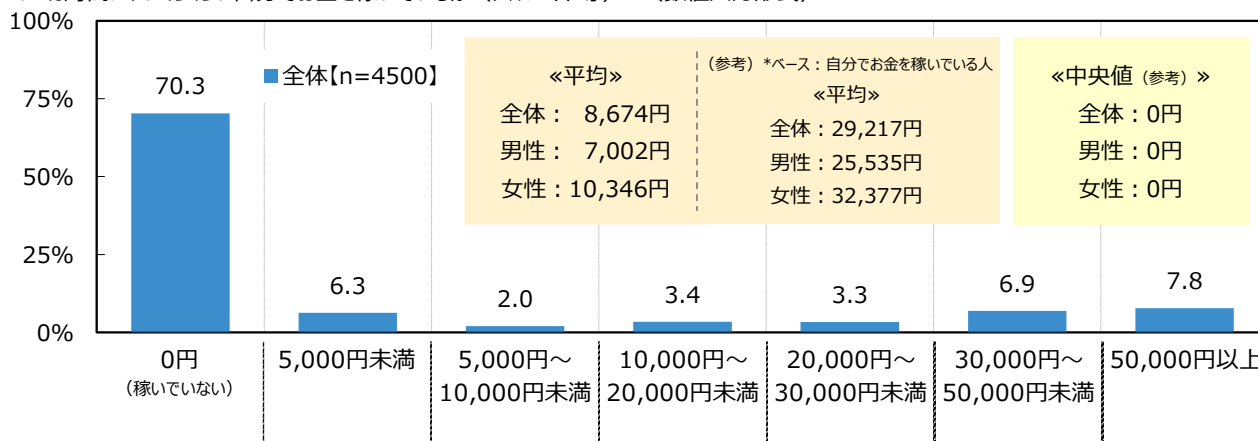 100%
75%
50%
25%
0%
全体【n=4500】
«平均»
全体： 8,674円
男性： 7,002円
女性：10,346円
（参考）*ベース：自分でお金を稼いでいる人
«平均»
全体：29,217円
男性：25,535円
女性：32,377円
«中央値（参考）»
全体：0円
男性：0円
女性：0円
70.3
6.3
2.0
3.4
3.3
6.9
7.8
0円
（稼いでいない）
5,000円未満
5,000円～
10,000円未満
10,000円～
20,000円未満
20,000円～
30,000円未満
30,000円～
50,000円未満
50,000円以上